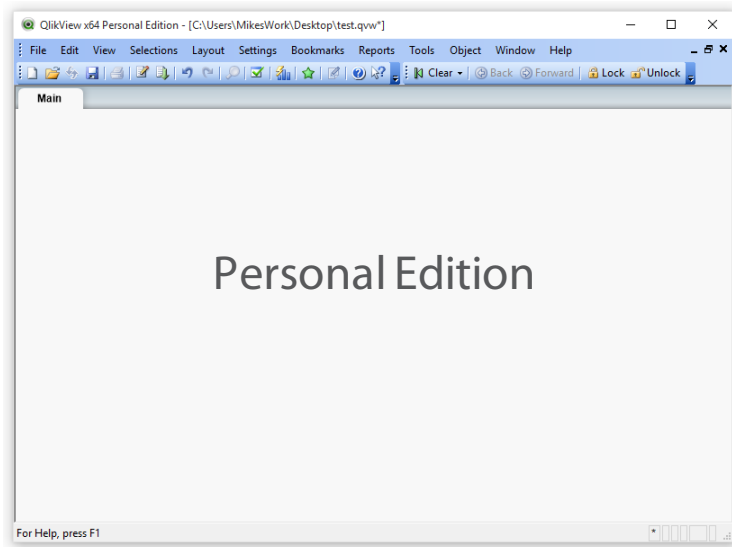 QlikView x64 Personal Edition - [C:\Users\MikesWork\Desktop\test.qvw*]
File Edit View Selections Layout Settings Bookmarks Reports Tools Object Window Help
Clear Back Forward Lock Unlock
Main
Personal Edition
For Help, press F1 *